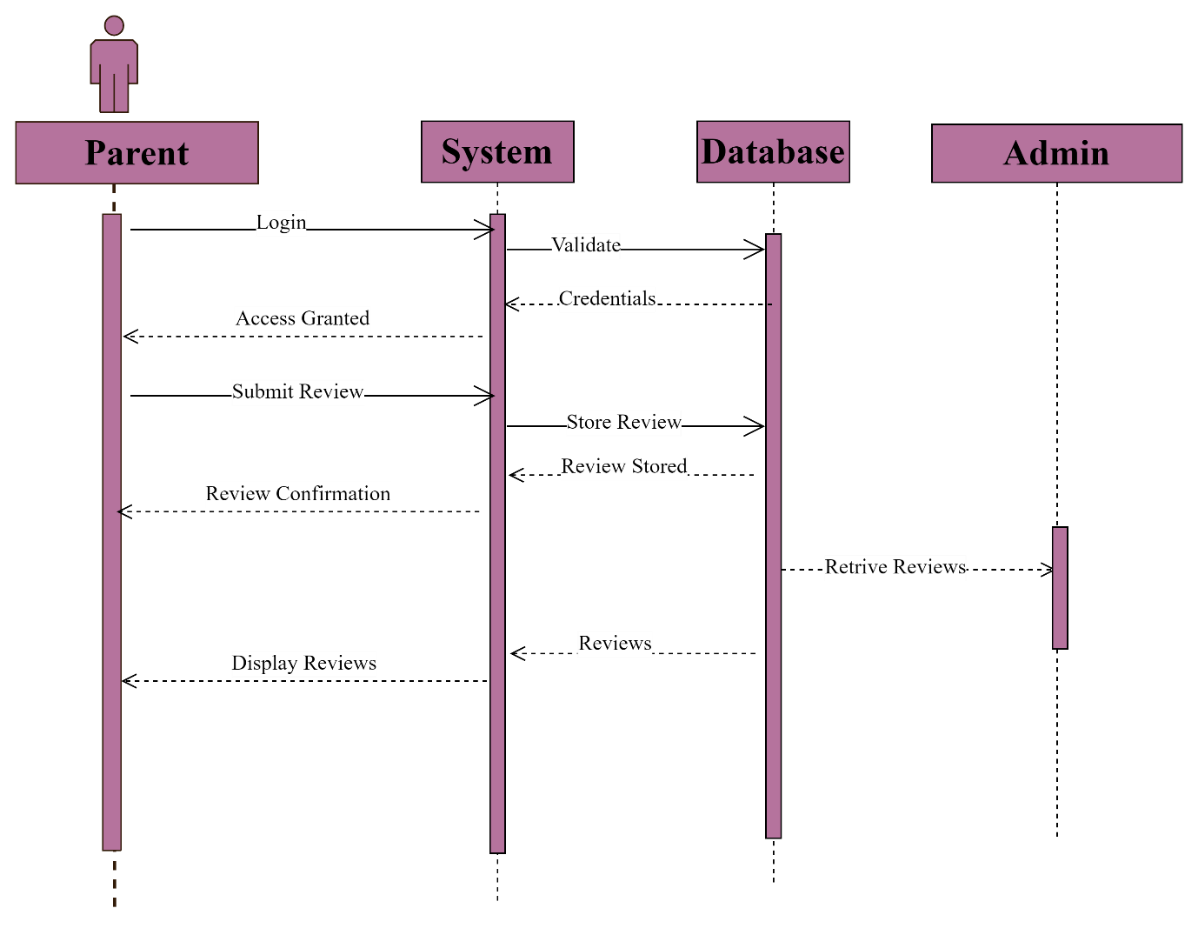 Parent
System
Database
Admin
Login
Validate
Credentials
Access Granted
Submit Review
Store Review
Review Stored
Review Confirmation
Retrive Reviews
Reviews
Display Reviews